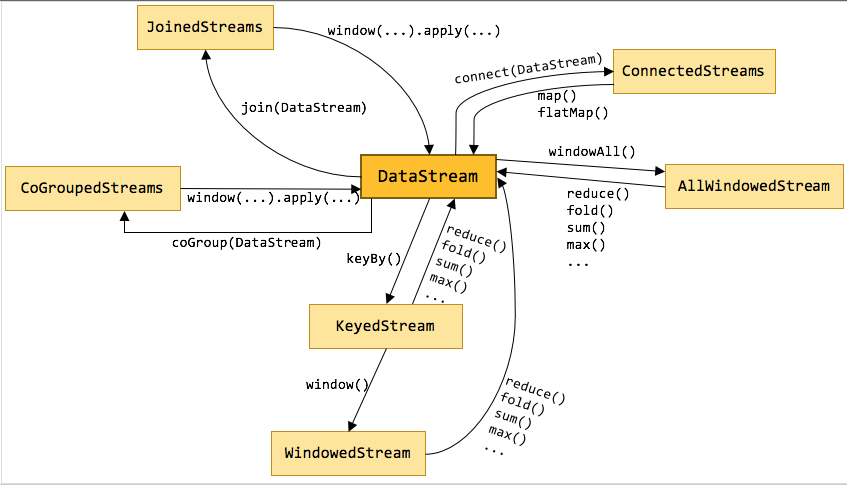 JoinedStreams
window(...).apply(...)
connect(DataStream)
ConnectedStreams
map()
flatMap()
join(DataStream)
windowAll()
DataStream
CoGroupedStreams
window(...).apply(...)
AllWindowedStream
reduce()
fold()
sum()
max()
...
coGroup(DataStream)
keyBy()
reduce()
fold()
sum()
max()
...
KeyedStream
window()
reduce()
fold()
sum()
max()
...
WindowedStream